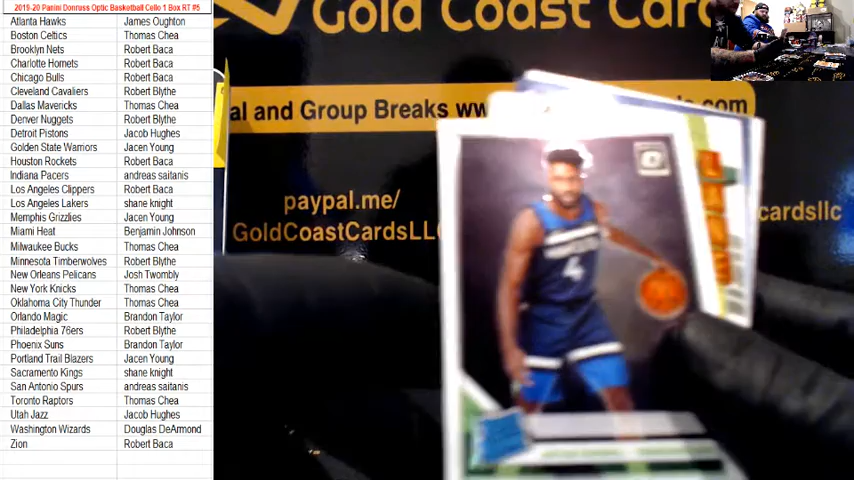 2019-20 Panini Donruss Optic Basketball Cello 1 Box RT #5
Atlanta Hawks James Oughton
Boston Celtics Thomas Chea
Brooklyn Nets Robert Baca
Charlotte Hornets Robert Baca
Chicago Bulls Robert Baca
Cleveland Cavaliers Robert Blythe
Dallas Mavericks Thomas Chea
Denver Nuggets Robert Blythe
Detroit Pistons Jacob Hughes
Golden State Warriors Jacen Young
Houston Rockets Robert Baca
Indiana Pacers andreas saitanis
Los Angeles Clippers Robert Baca
Los Angeles Lakers shane knight
Memphis Grizzlies Jacen Young
Miami Heat Benjamin Johnson
Milwaukee Bucks Thomas Chea
Minnesota Timberwolves Robert Blythe
New Orleans Pelicans Josh Twombly
New York Knicks Thomas Chea
Oklahoma City Thunder Thomas Chea
Orlando Magic Brandon Taylor
Philadelphia 76ers Robert Blythe
Phoenix Suns Brandon Taylor
Portland Trail Blazers Jacen Young
Sacramento Kings shane knight
San Antonio Spurs andreas saitanis
Toronto Raptors Thomas Chea
Utah Jazz Jacob Hughes
Washington Wizards Douglas DeArmond
Zion Robert Baca
Gold Coast Card
al and Group Breaks ww ds.com
paypal.me/
GoldCoastCardsLL
cardsllc
4